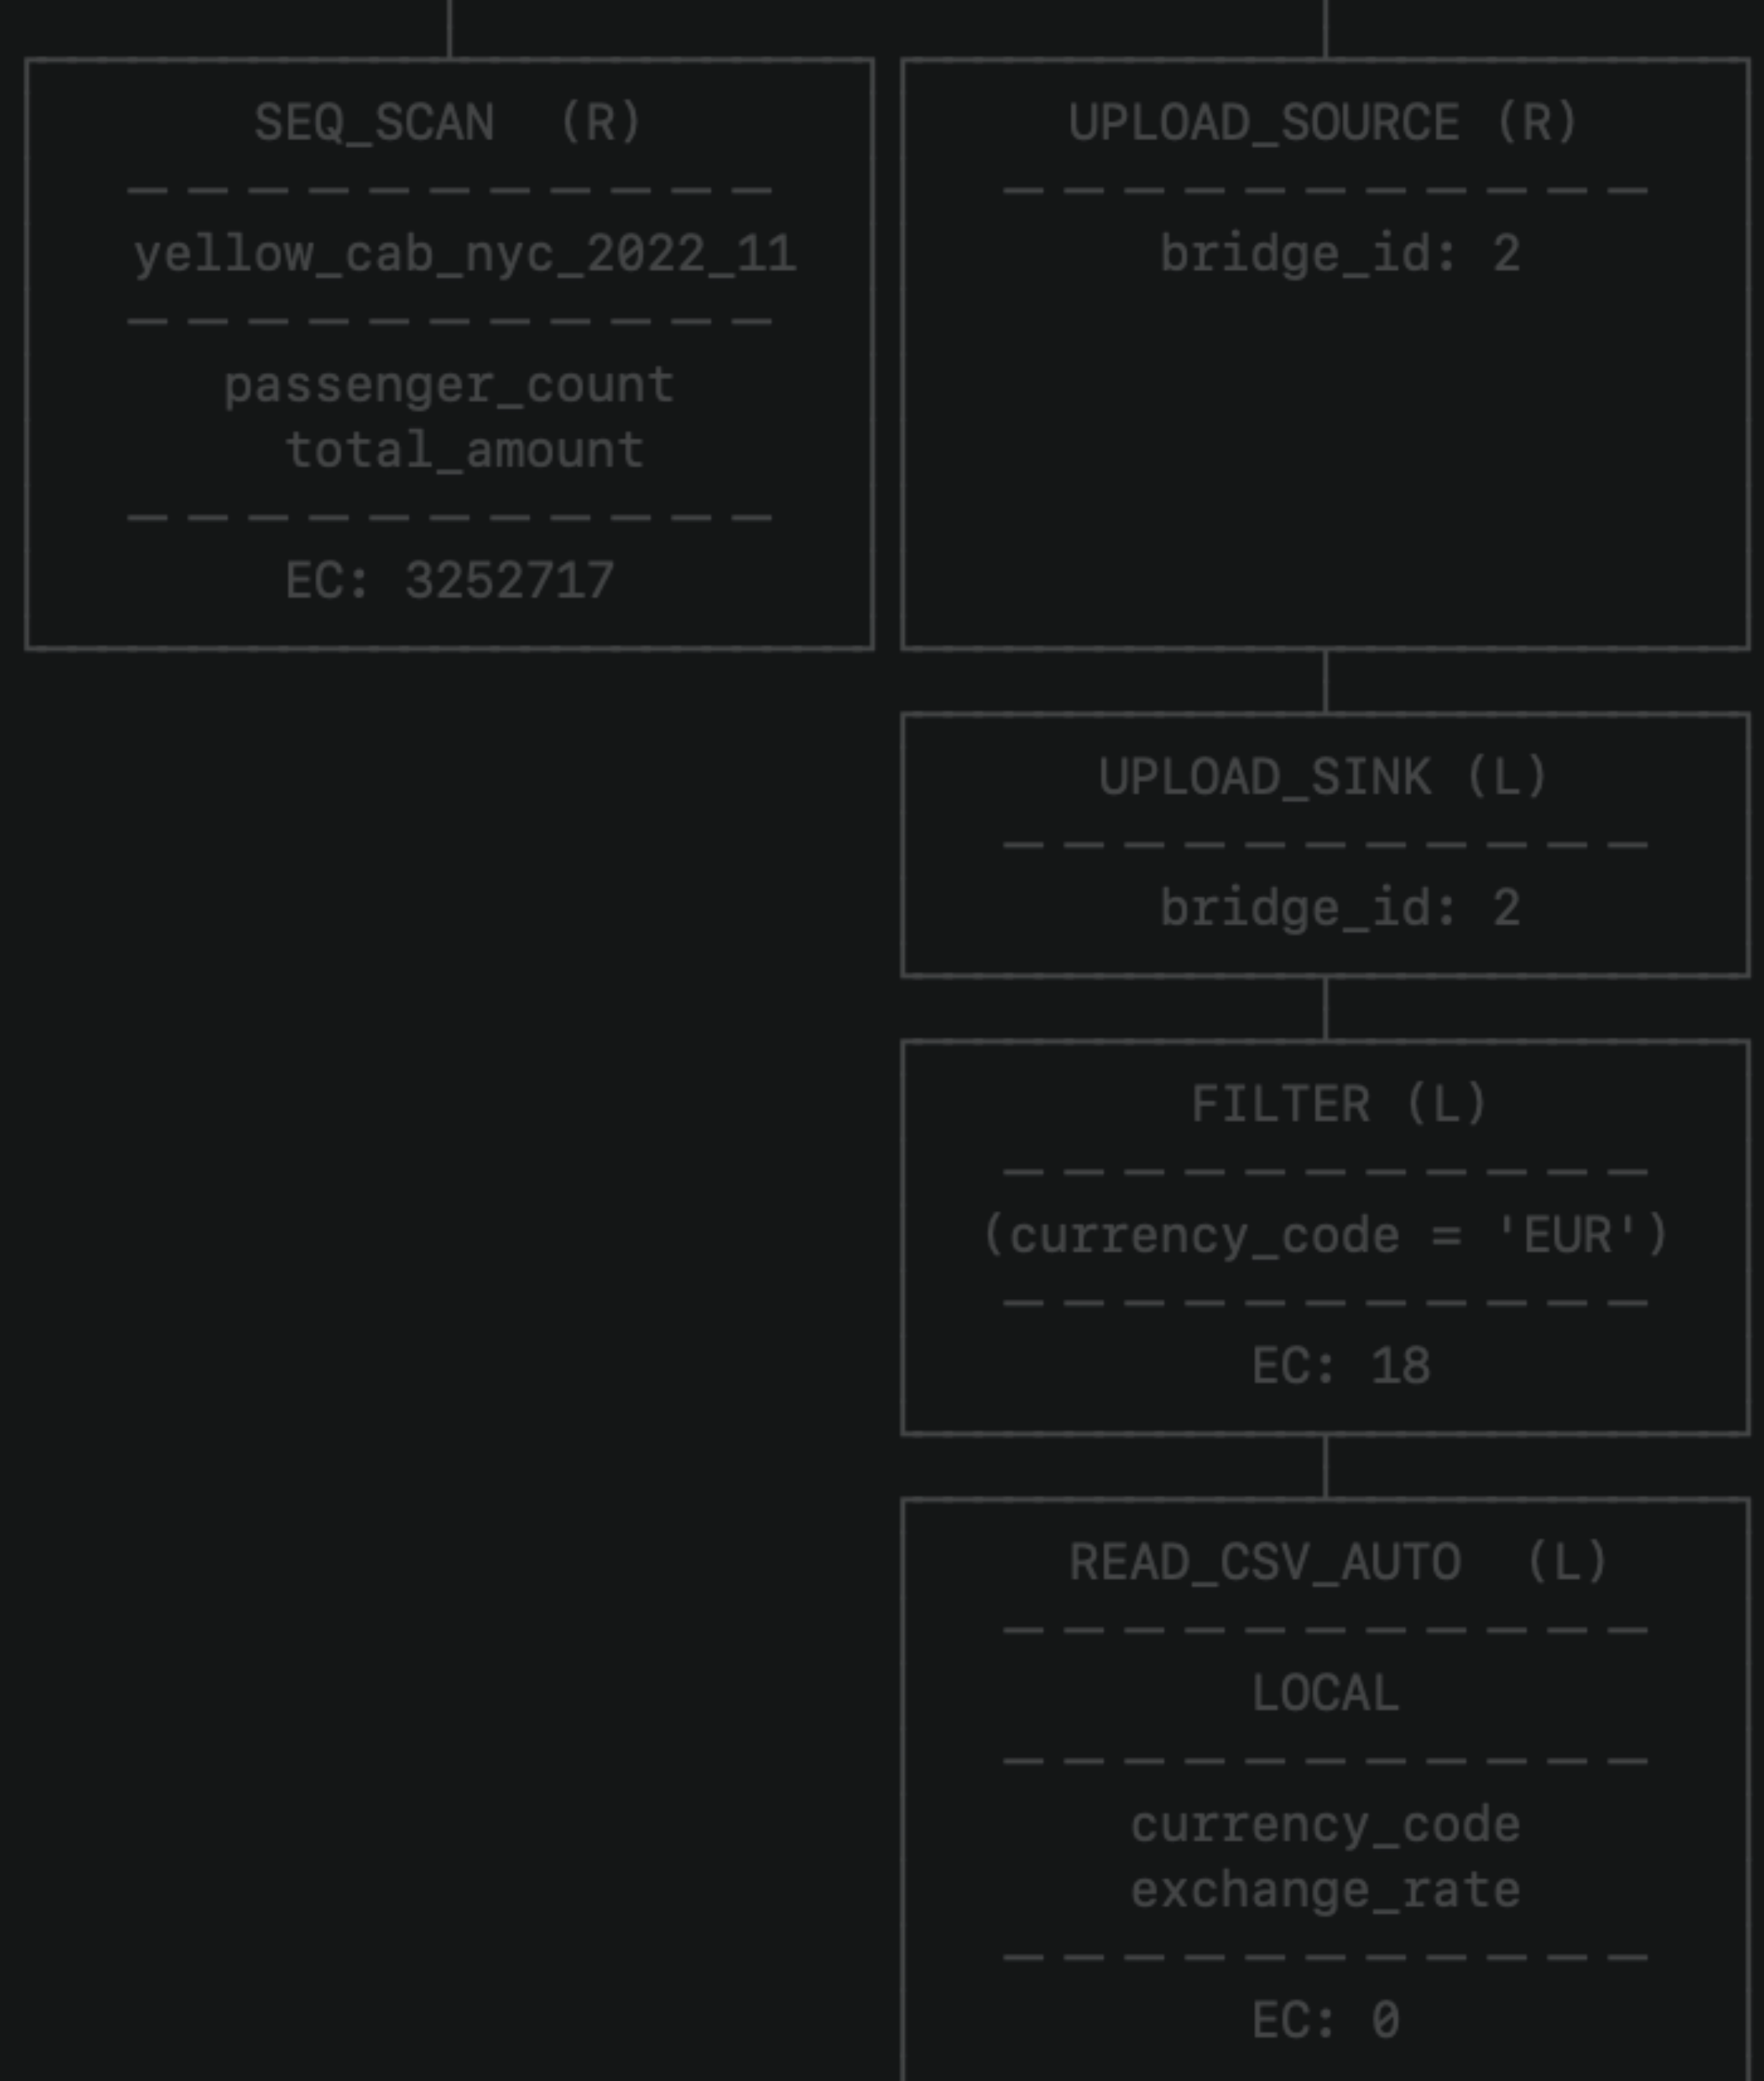 SEQ_SCAN (R)
yellow_cab_nyc_2022_11
passenger_count
total_amount
EC: 3252717
UPLOAD_SOURCE (R)
bridge_id: 2
UPLOAD_SINK (L)
bridge_id: 2
FILTER (L)
(currency_code = 'EUR')
EC: 18
READ_CSV_AUTO (L)
LOCAL
currency_code
exchange_rate
EC: 0